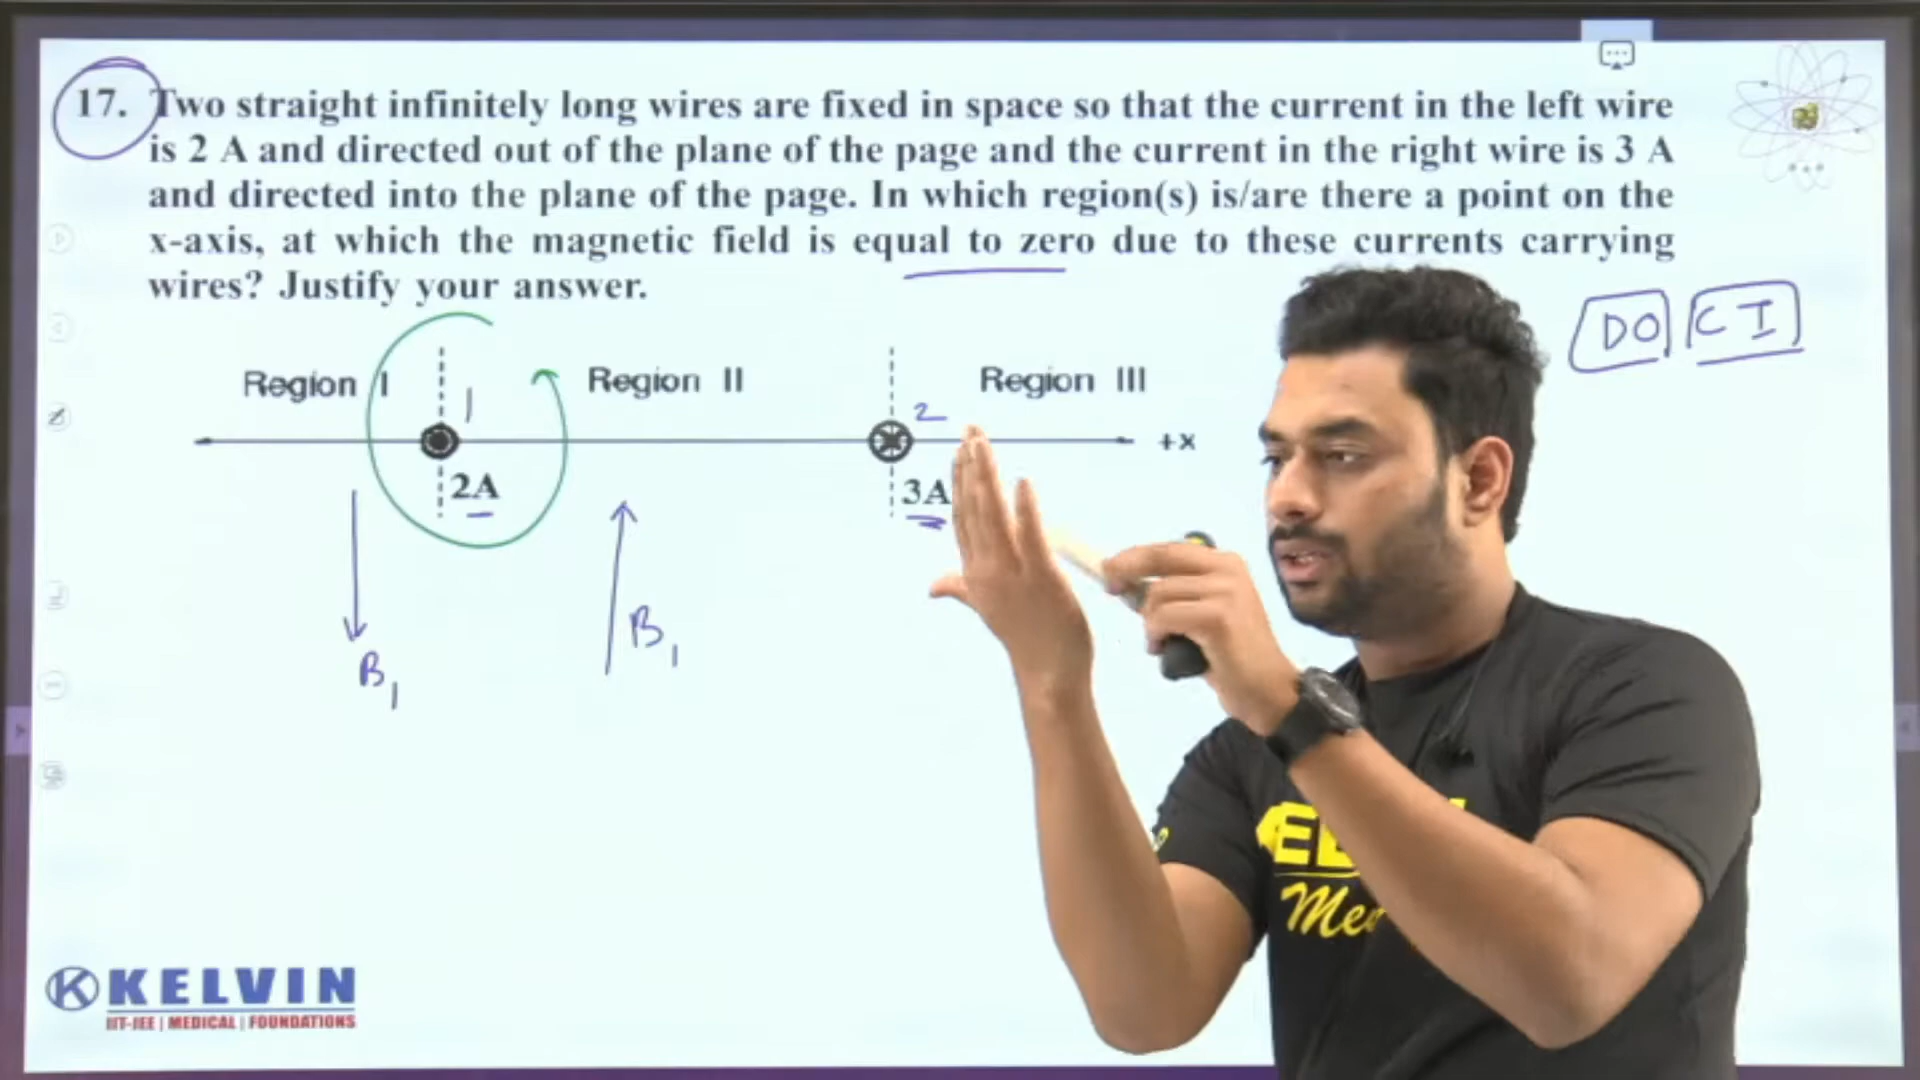 17. Two straight infinitely long wires are fixed in space so that the current in the left wire
is 2 A and directed out of the plane of the page and the current in the right wire is 3 A
and directed into the plane of the page. In which region(s) is/are there a point on the
x-axis, at which the magnetic field is equal to zero due to these currents carrying
wires? Justify your answer.
DO CI
Region I
Region II
Region III
1
2
+x
2A
3A
B1
B1
KELVIN
IIT-JEE | MEDICAL | FOUNDATIONS